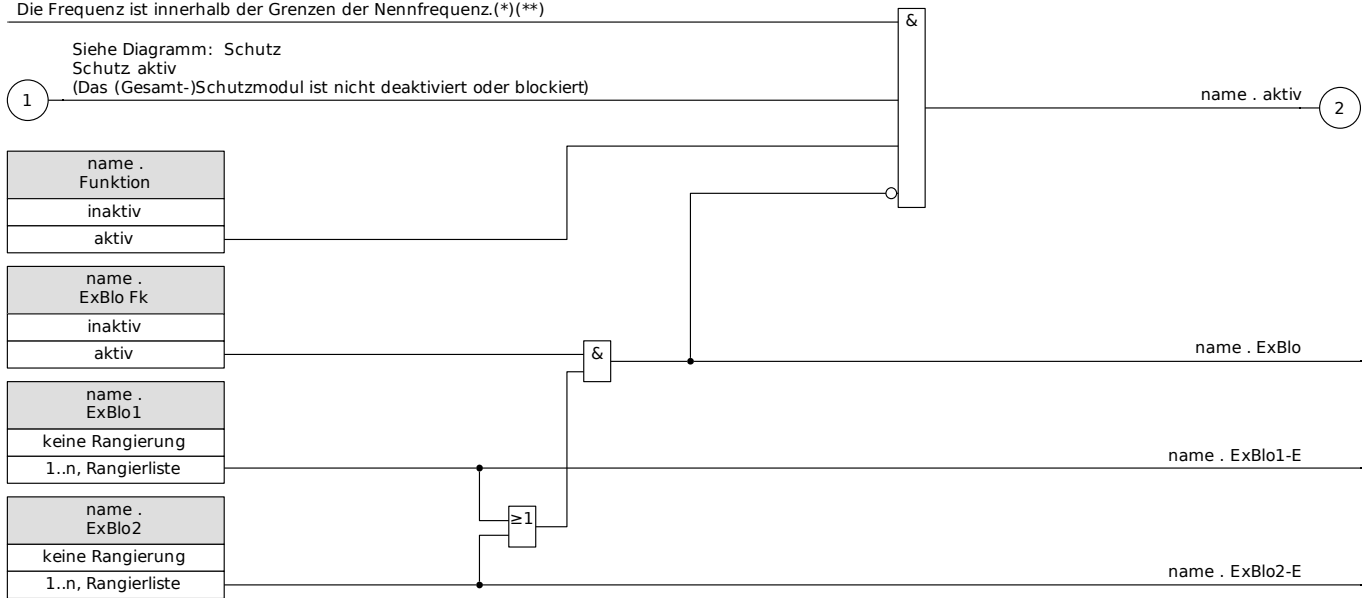 Die Frequenz ist innerhalb der Grenzen der Nennfrequenz.(*)(**)
&
Siehe Diagramm: Schutz
Schutz aktiv
(Das (Gesamt-)Schutzmodul ist nicht deaktiviert oder blockiert)
1
name . aktiv
2
name .
Funktion
inaktiv
aktiv
name .
ExBlo Fk
inaktiv
aktiv
&
name . ExBlo
name .
ExBlo1
keine Rangierung
1..n, Rangierliste
name . ExBlo1-E
name .
ExBlo2
≥1
keine Rangierung
1..n, Rangierliste
name . ExBlo2-E